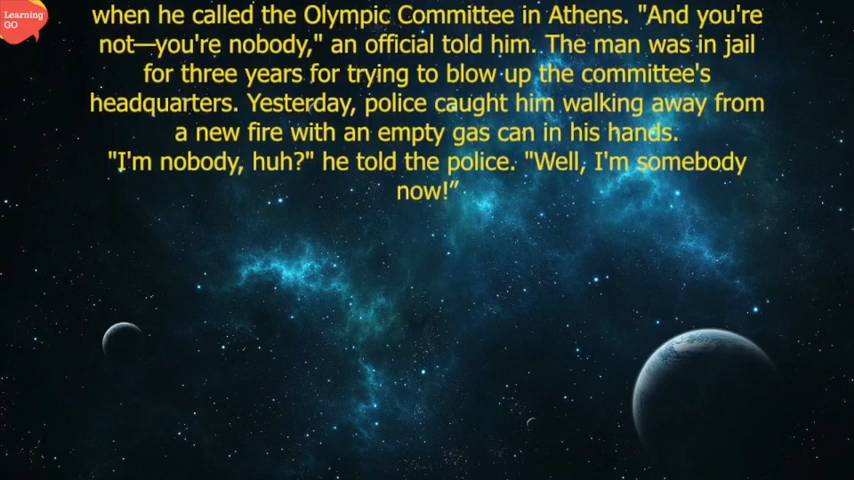 Learning
GO
when he called the Olympic Committee in Athens. "And you're
not—you're nobody," an official told him. The man was in jail
for three years for trying to blow up the committee's
headquarters. Yesterday, police caught him walking away from
a new fire with an empty gas can in his hands.
"I'm nobody, huh?" he told the police. "Well, I'm somebody
now!”